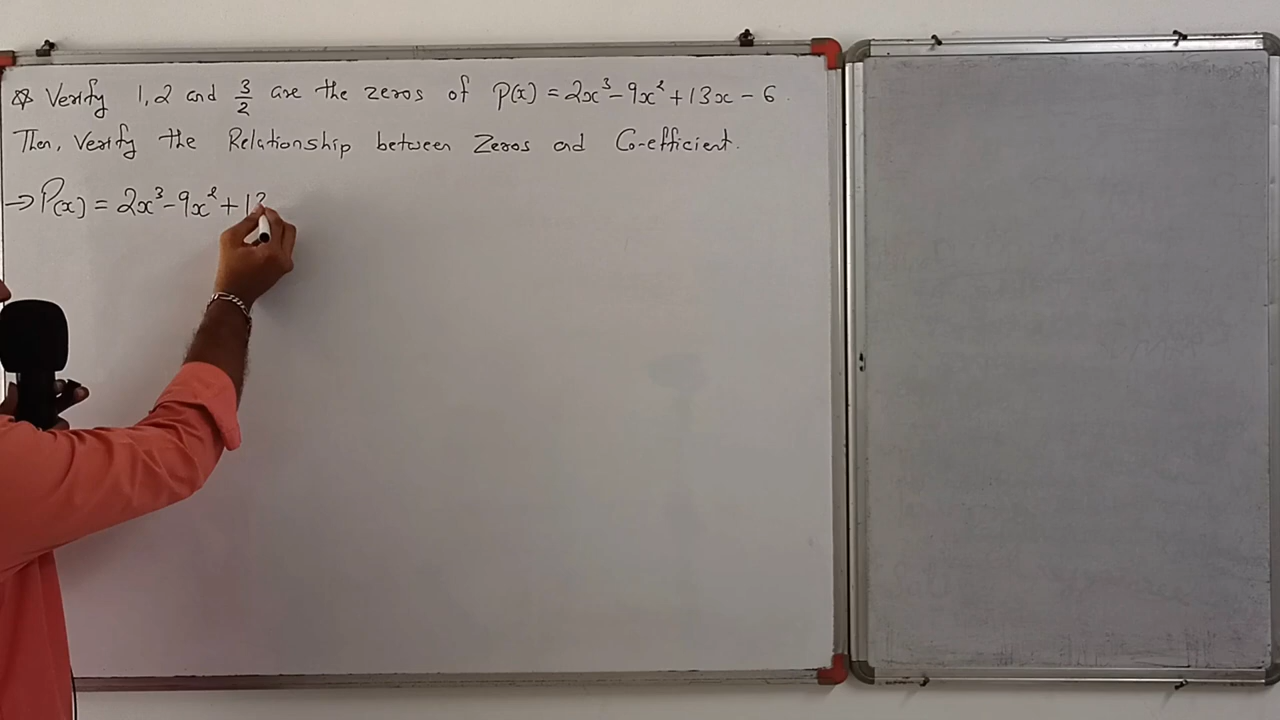 ☆ Verify 1, 2 and 3/2 are the zeros of P(x) = 2x³ - 9x² + 13x - 6.
Then, Verify the Relationship between Zeros and Co-efficient.
→ P(x) = 2x³ - 9x² + 13